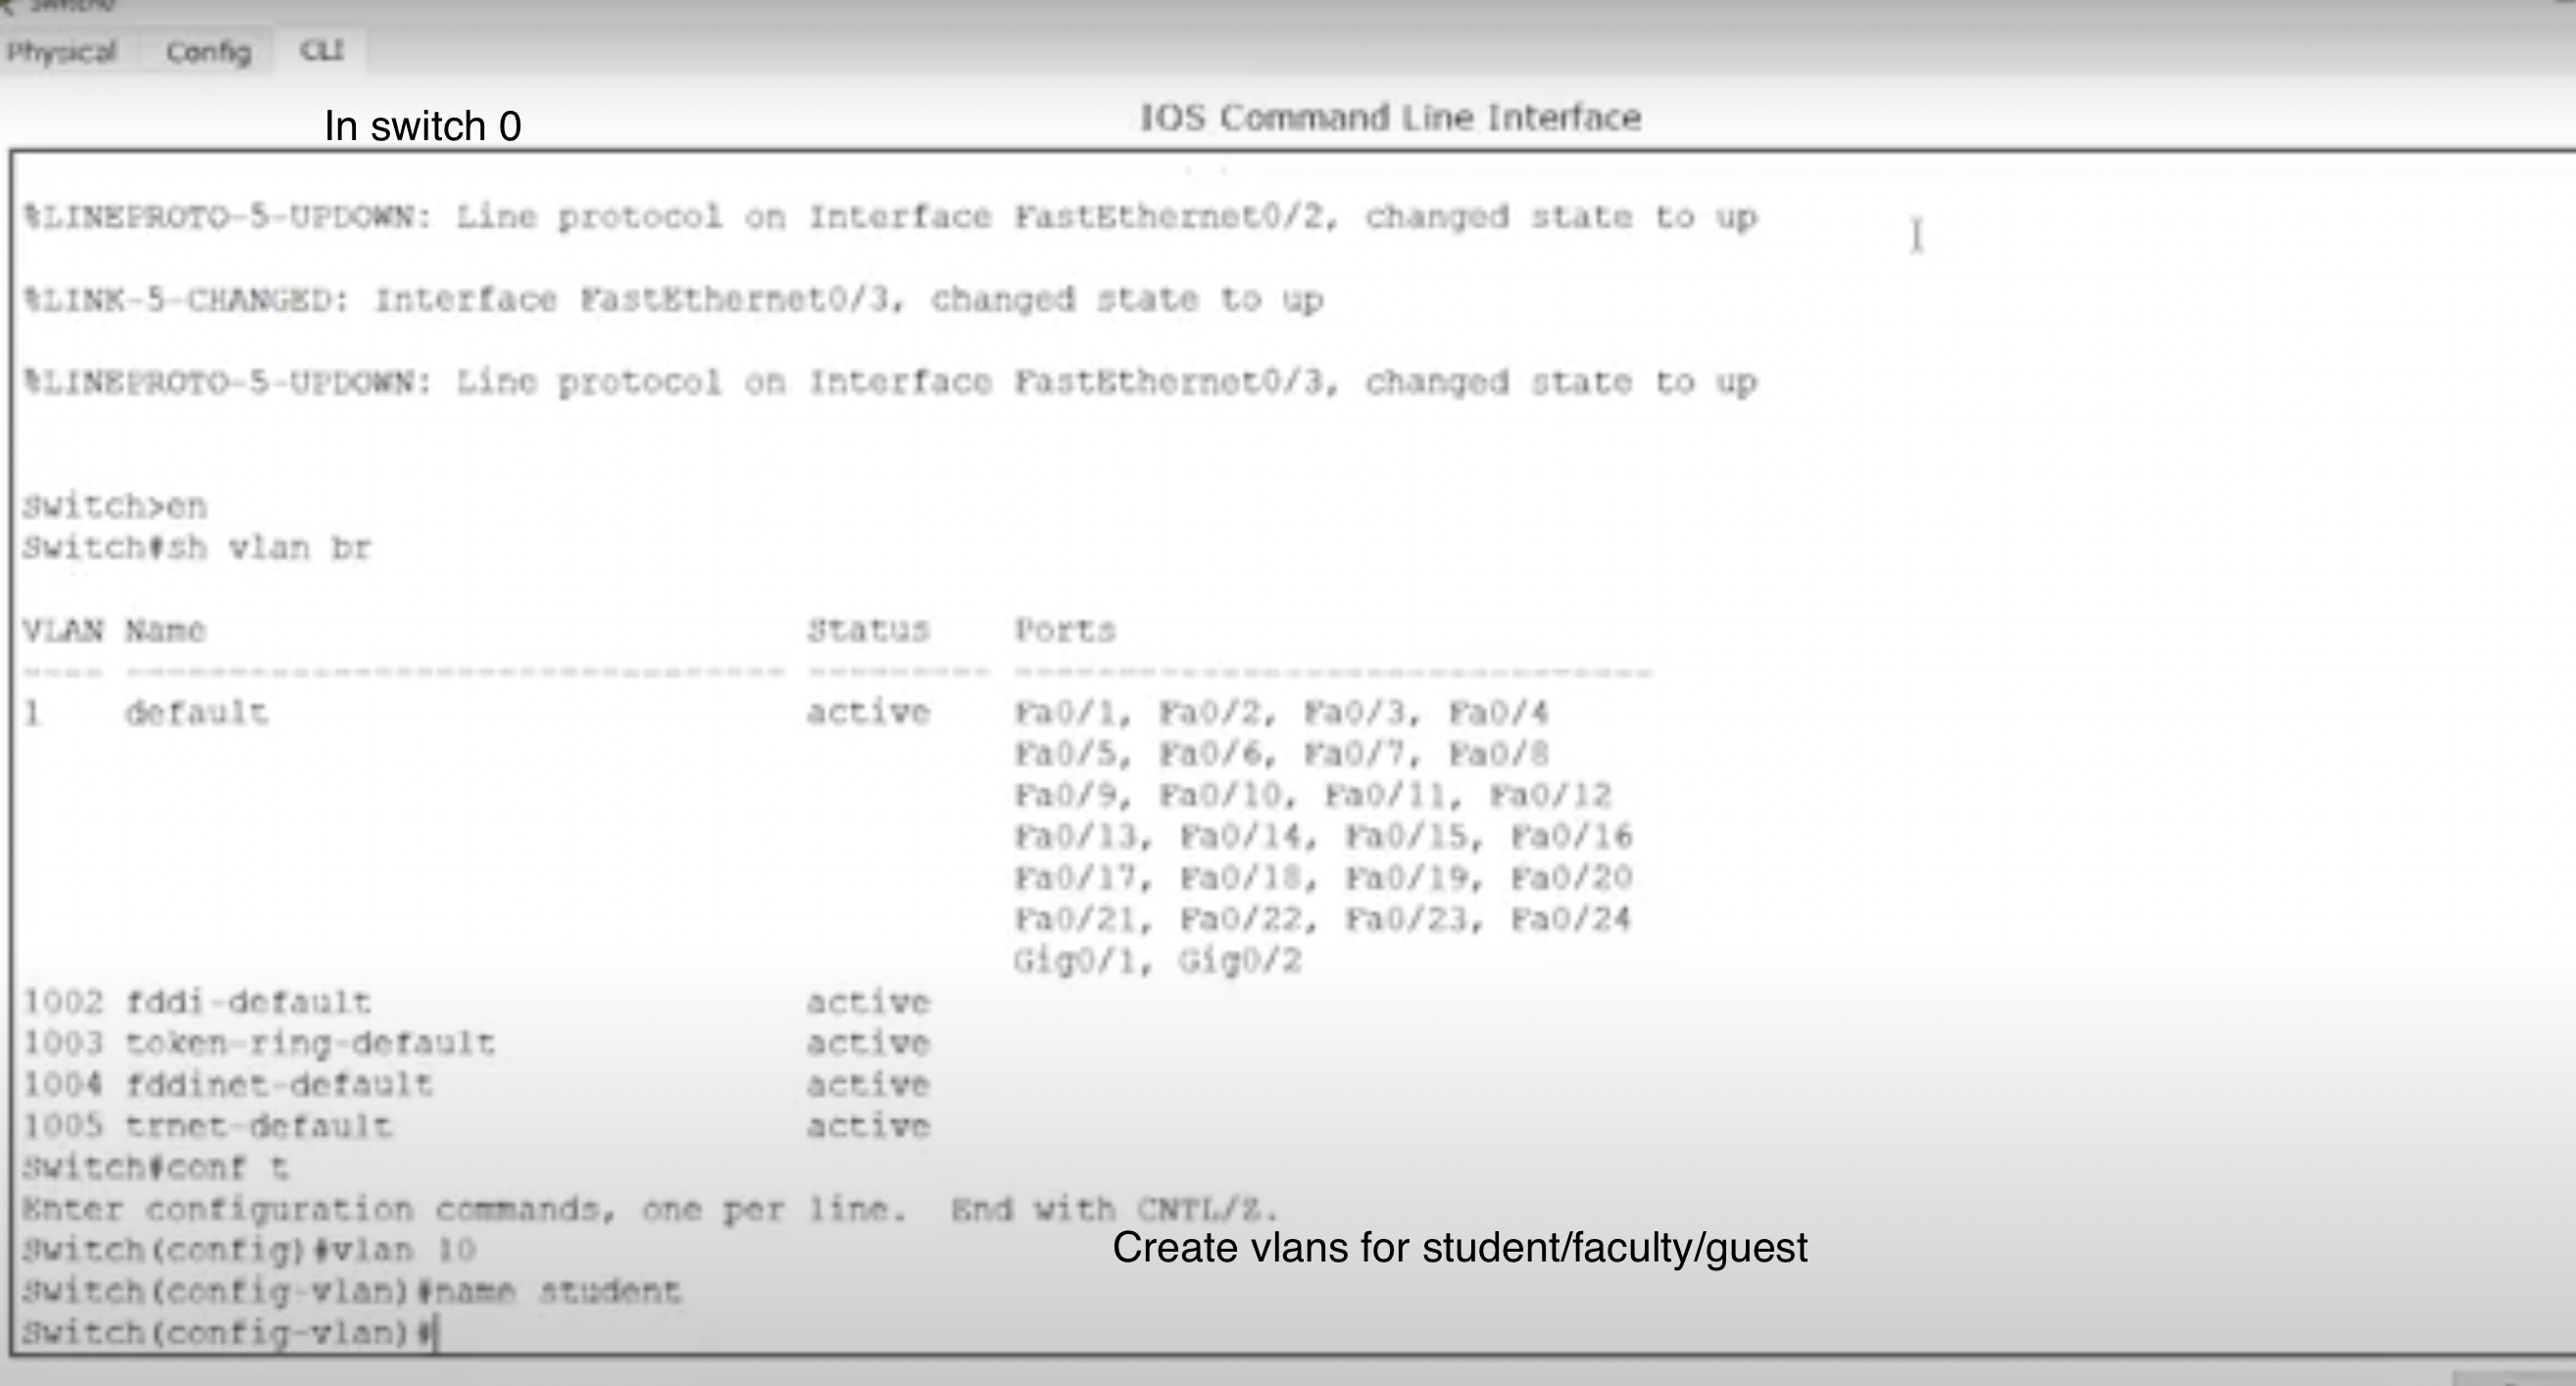 Switch0
Physical Config CLI
In switch 0
IOS Command Line Interface
%LINEPROTO-5-UPDOWN: Line protocol on Interface FastEthernet0/2, changed state to up
%LINK-5-CHANGED: Interface FastEthernet0/3, changed state to up
%LINEPROTO-5-UPDOWN: Line protocol on Interface FastEthernet0/3, changed state to up
Switch>en
Switch#sh vlan br
VLAN Name Status Ports
---- -------------------------------- --------- -------------------------------
1 default active Fa0/1, Fa0/2, Fa0/3, Fa0/4
Fa0/5, Fa0/6, Fa0/7, Fa0/8
Fa0/9, Fa0/10, Fa0/11, Fa0/12
Fa0/13, Fa0/14, Fa0/15, Fa0/16
Fa0/17, Fa0/18, Fa0/19, Fa0/20
Fa0/21, Fa0/22, Fa0/23, Fa0/24
Gig0/1, Gig0/2
1002 fddi-default active
1003 token-ring-default active
1004 fddinet-default active
1005 trnet-default active
Switch#conf t
Enter configuration commands, one per line. End with CNTL/Z.
Switch(config)#vlan 10
Create vlans for student/faculty/guest
Switch(config-vlan)#name student
Switch(config-vlan)#